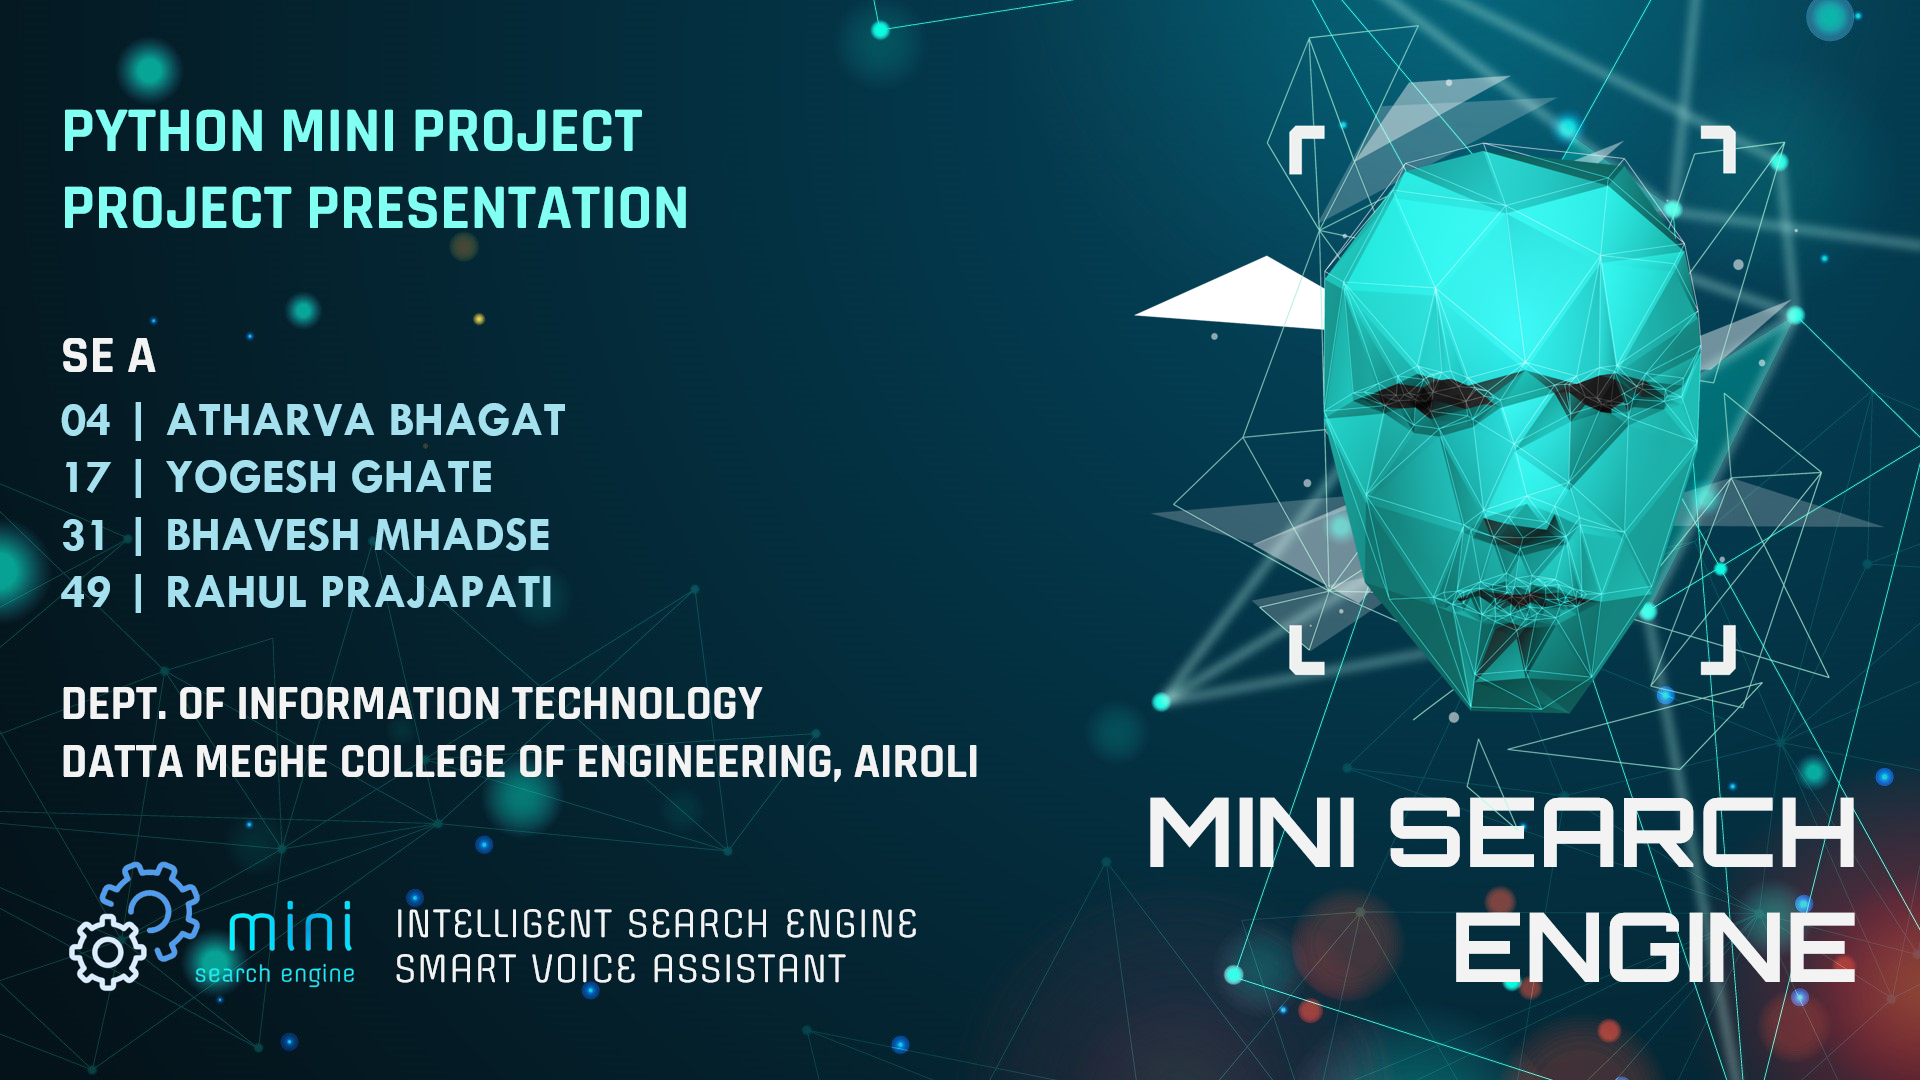 PYTHON MINI PROJECT
PROJECT PRESENTATION
SE A
04 | ATHARVA BHAGAT
17 | YOGESH GHATE
31 | BHAVESH MHADSE
49 | RAHUL PRAJAPATI
DEPT. OF INFORMATION TECHNOLOGY
DATTA MEGHE COLLEGE OF ENGINEERING, AIROLI
mini
search engine
INTELLIGENT SEARCH ENGINE
SMART VOICE ASSISTANT
MINI SEARCH
ENGINE